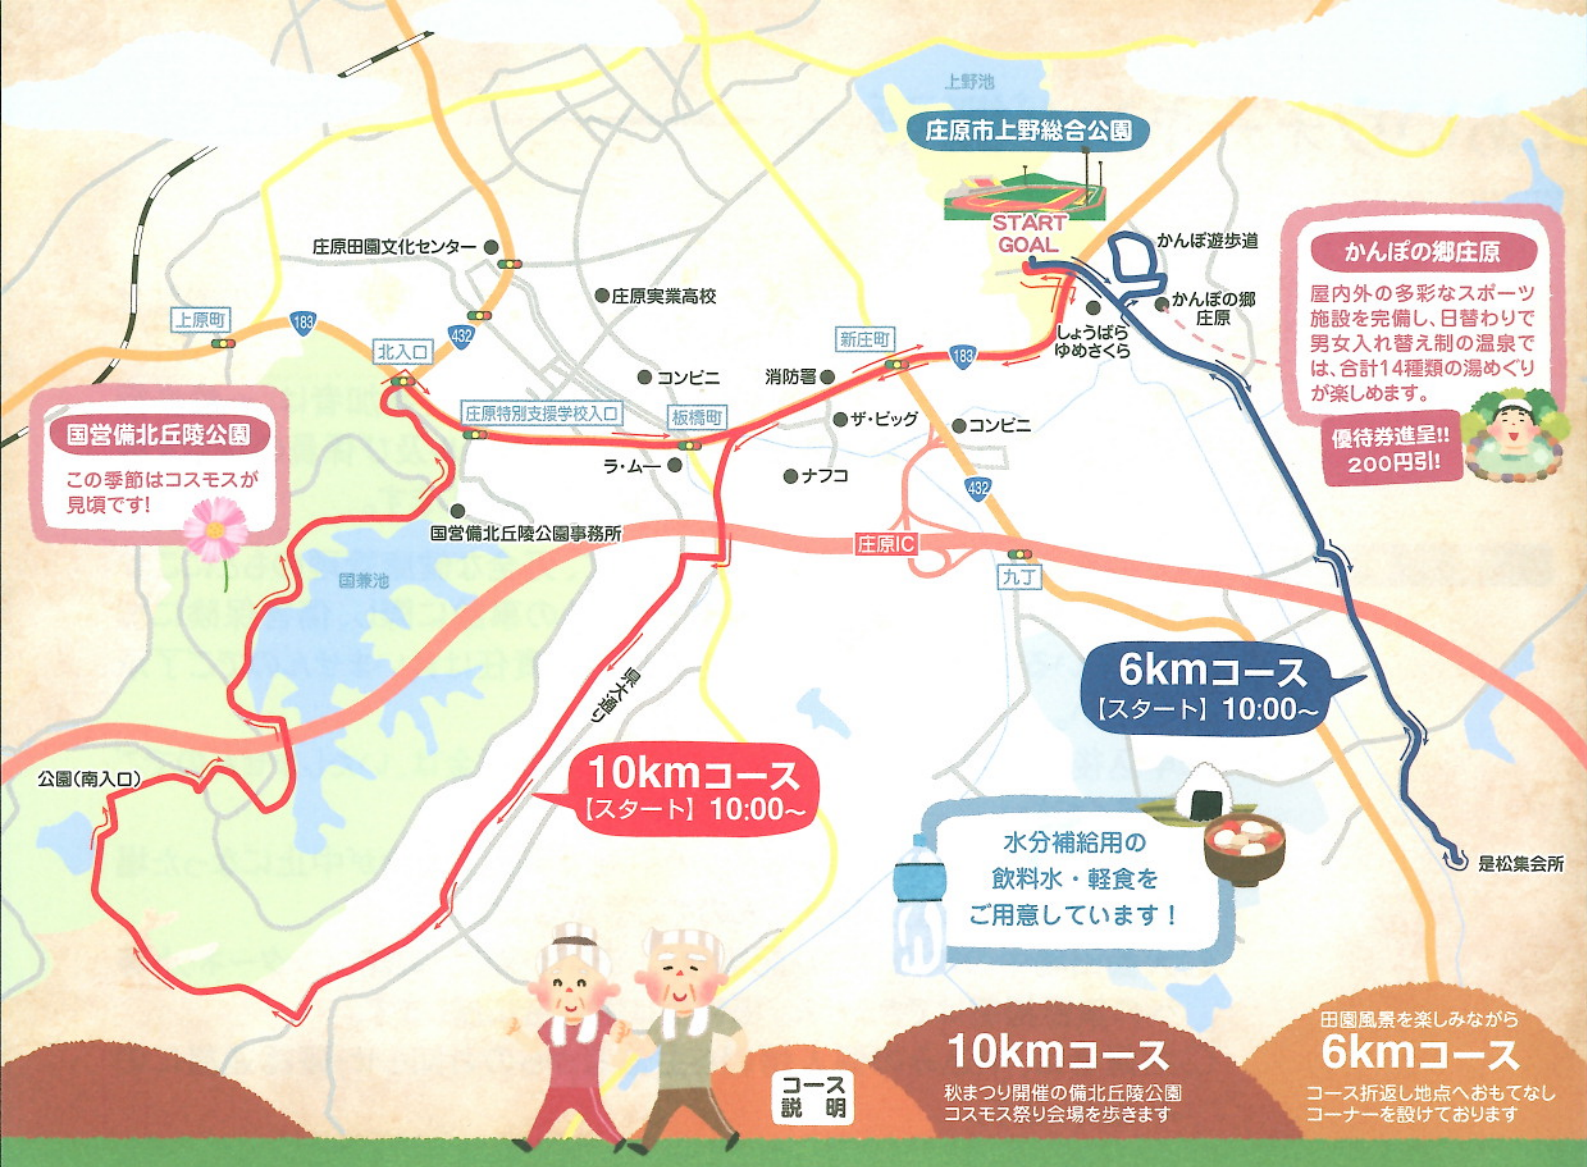 上野池
庄原市上野総合公園
START
GOAL
かんぽ遊歩道
かんぽの郷
庄原
しょうばら
ゆめさくら
かんぽの郷庄原
屋内外の多彩なスポーツ
施設を完備し、日替わりで
男女入れ替え制の温泉で
は、合計14種類の湯めぐり
が楽しめます。
優待券進呈!!
200円引!
庄原田園文化センター
庄原実業高校
上原町
183
432
北入口
新庄町
183
コンビニ
消防署
庄原特別支援学校入口
板橋町
ザ・ビッグ
コンビニ
ラ・ムー
ナフコ
432
国営備北丘陵公園
この季節はコスモスが
見頃です!
国営備北丘陵公園事務所
庄原IC
九丁
国兼池
県大通り
6kmコース
【スタート】10:00~
公園(南入口)
10kmコース
【スタート】10:00~
水分補給用の
飲料水・軽食を
ご用意しています!
是松集会所
コース
説 明
10kmコース
秋まつり開催の備北丘陵公園
コスモス祭り会場を歩きます
田園風景を楽しみながら
6kmコース
コース折返し地点へおもてなし
コーナーを設けております